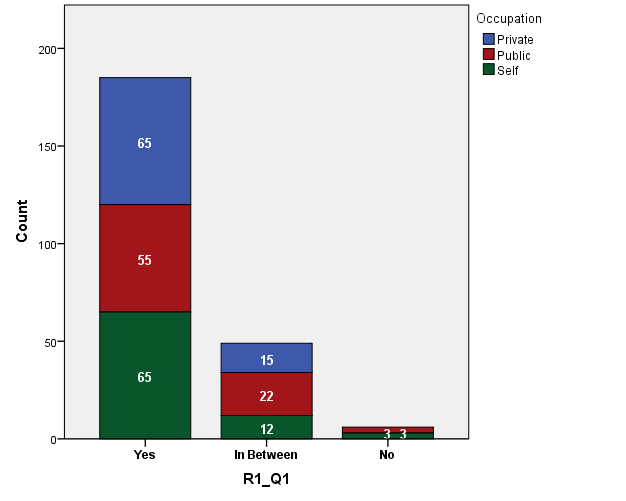 Occupation
Private
Public
Self
200
150
100
50
0
Count
65
55
65
15
22
12
3 3
Yes In Between No
R1_Q1